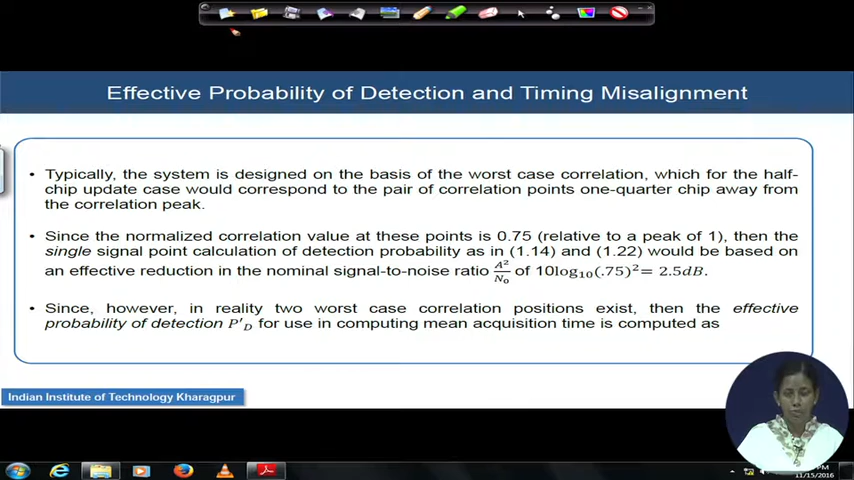 Effective Probability of Detection and Timing Misalignment
• Typically, the system is designed on the basis of the worst case correlation, which for the half-
chip update case would correspond to the pair of correlation points one-quarter chip away from
the correlation peak.
• Since the normalized correlation value at these points is 0.75 (relative to a peak of 1), then the
single signal point calculation of detection probability as in (1.14) and (1.22) would be based on
an effective reduction in the nominal signal-to-noise ratio A²/N₀ of 10log₁₀(.75)²= 2.5dB.
• Since, however, in reality two worst case correlation positions exist, then the effective
probability of detection P′_D for use in computing mean acquisition time is computed as
Indian Institute of Technology Kharagpur
11/15/2016